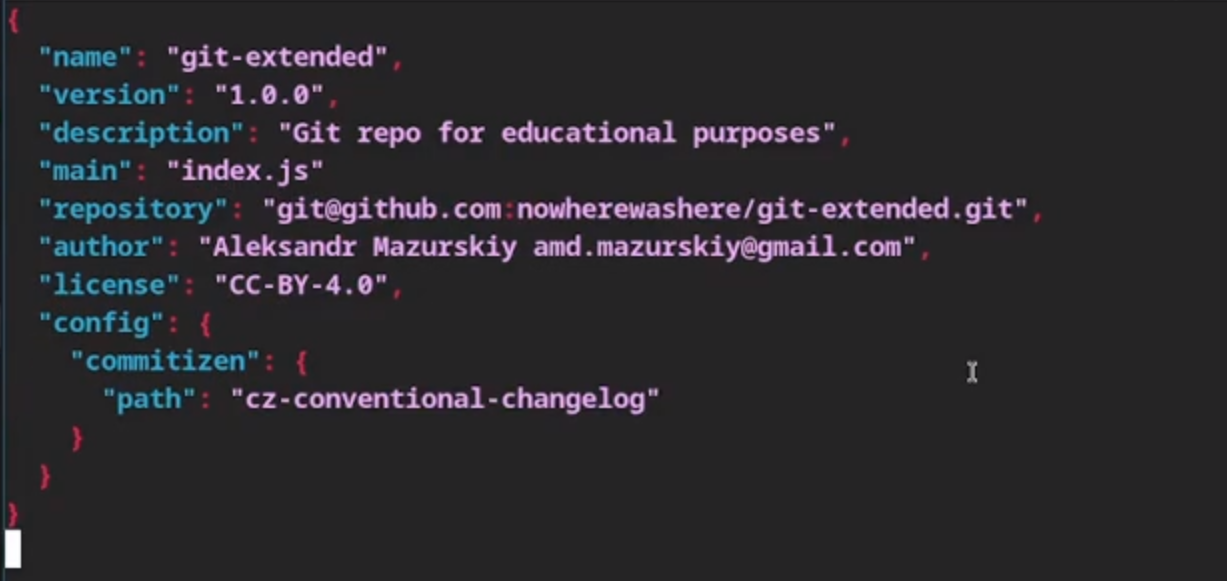 {
  "name": "git-extended",
  "version": "1.0.0",
  "description": "Git repo for educational purposes",
  "main": "index.js"
  "repository": "git@github.com:nowherewashere/git-extended.git",
  "author": "Aleksandr Mazurskiy amd.mazurskiy@gmail.com",
  "license": "CC-BY-4.0",
  "config": {
    "commitizen": {
      "path": "cz-conventional-changelog"
    }
  }
}